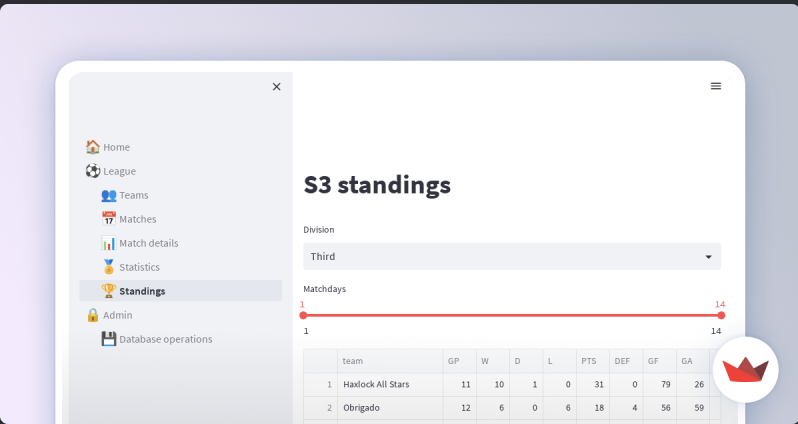 Home
League
Teams
Matches
Match details
Statistics
Standings
Admin
Database operations
S3 standings
Division
Third
Matchdays
1 14
1 14
team GP W D L PTS DEF GF GA
1 Haxlock All Stars 11 10 1 0 31 0 79 26
2 Obrigado 12 6 0 6 18 4 56 59